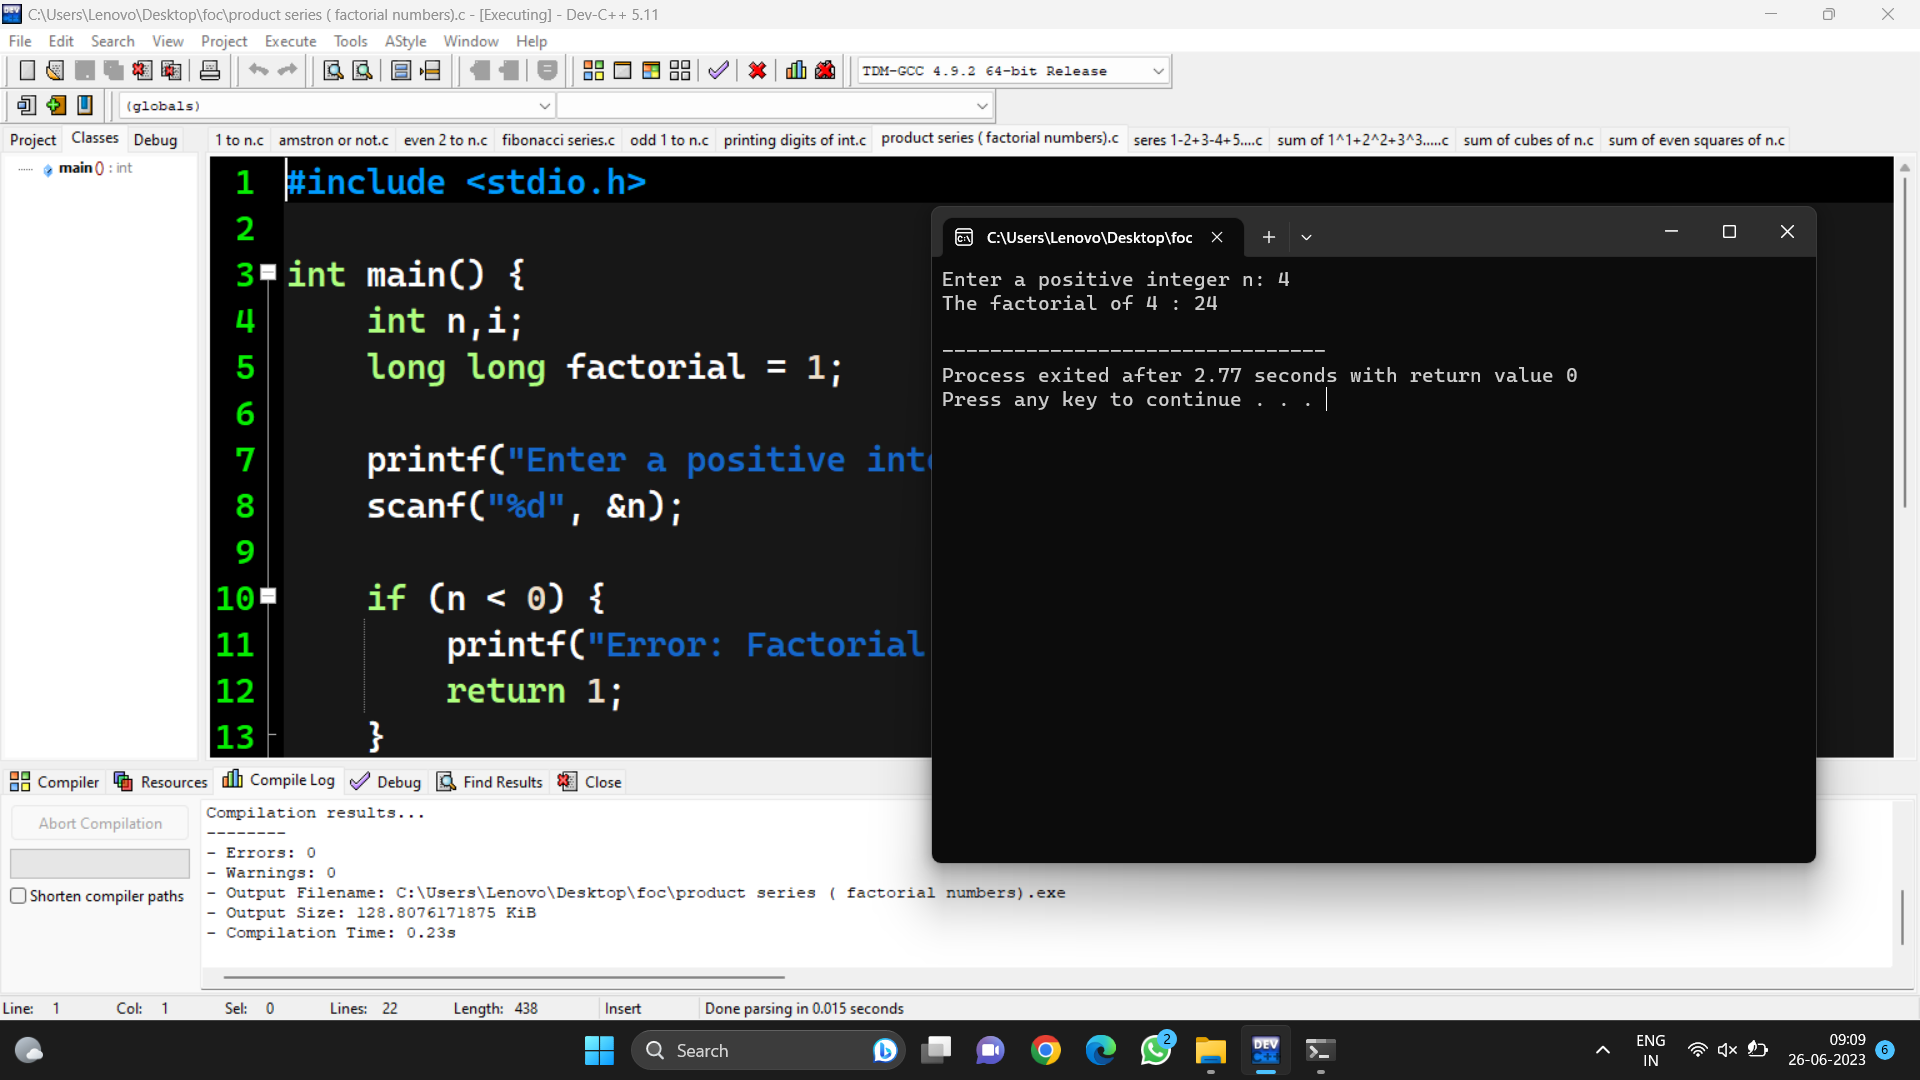 C:\Users\Lenovo\Desktop\foc\product series ( factorial numbers).c - [Executing] - Dev-C++ 5.11
File Edit Search View Project Execute Tools AStyle Window Help
TDM-GCC 4.9.2 64-bit Release
(globals)
Project Classes Debug
1 to n.c amstron or not.c even 2 to n.c fibonacci series.c odd 1 to n.c printing digits of int.c product series ( factorial numbers).c seres 1-2+3-4+5....c sum of 1^1+2^2+3^3.....c sum of cubes of n.c sum of even squares of n.c
main () : int
1 #include <stdio.h>
2
3 int main() {
4 int n,i;
5 long long factorial = 1;
6
7 printf("Enter a positive inte
8 scanf("%d", &n);
9
10 if (n < 0) {
11 printf("Error: Factorial
12 return 1;
13 }
C:\Users\Lenovo\Desktop\foc
Enter a positive integer n: 4
The factorial of 4 : 24
--------------------------------
Process exited after 2.77 seconds with return value 0
Press any key to continue . . .
Compiler Resources Compile Log Debug Find Results Close
Abort Compilation
Shorten compiler paths
Compilation results...
--------
- Errors: 0
- Warnings: 0
- Output Filename: C:\Users\Lenovo\Desktop\foc\product series ( factorial numbers).exe
- Output Size: 128.8076171875 KiB
- Compilation Time: 0.23s
Line: 1 Col: 1 Sel: 0 Lines: 22 Length: 438 Insert Done parsing in 0.015 seconds
Search
2
DEV C++
ENG
IN
09:09
26-06-2023
6